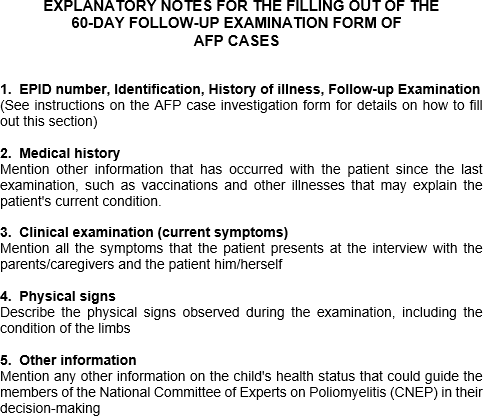 EXPLANATORY NOTES FOR THE FILLING OUT OF THE
60-DAY FOLLOW-UP EXAMINATION FORM OF
AFP CASES
1. EPID number, Identification, History of illness, Follow-up Examination
(See instructions on the AFP case investigation form for details on how to fill
out this section)
2. Medical history
Mention other information that has occurred with the patient since the last
examination, such as vaccinations and other illnesses that may explain the
patient's current condition.
3. Clinical examination (current symptoms)
Mention all the symptoms that the patient presents at the interview with the
parents/caregivers and the patient him/herself
4. Physical signs
Describe the physical signs observed during the examination, including the
condition of the limbs
5. Other information
Mention any other information on the child's health status that could guide the
members of the National Committee of Experts on Poliomyelitis (CNEP) in their
decision-making